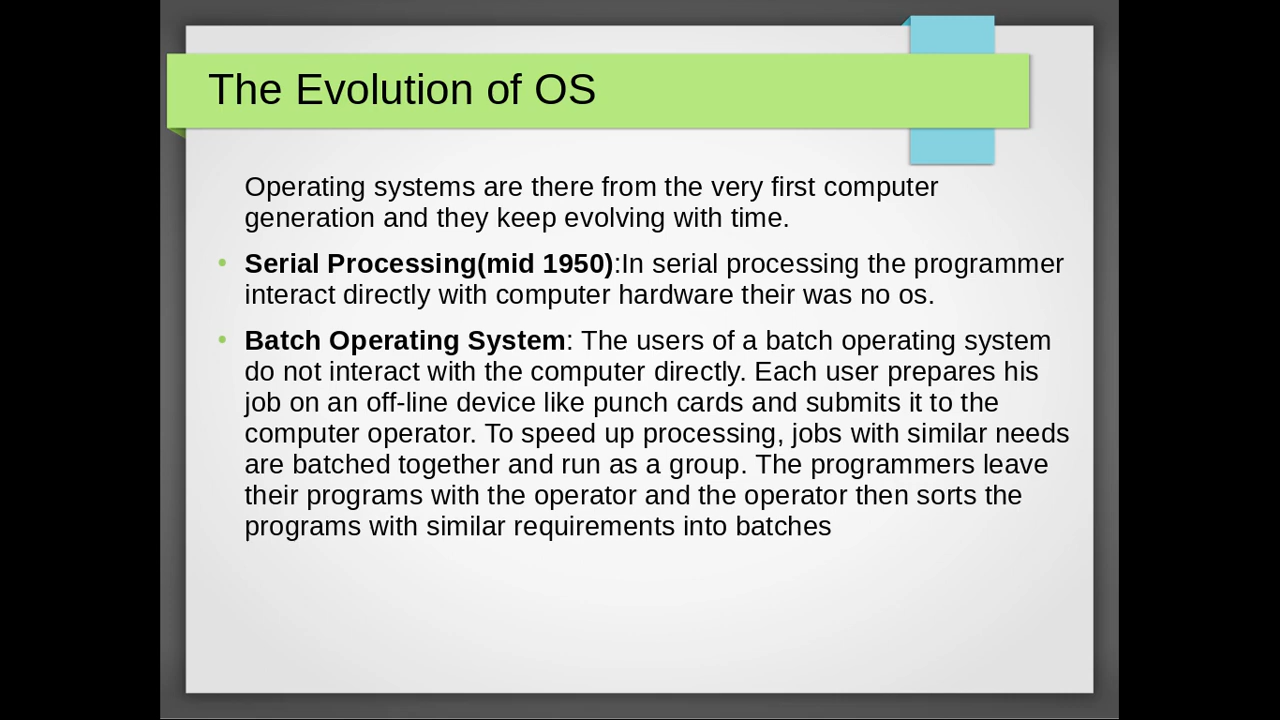 The Evolution of OS
Operating systems are there from the very first computer
generation and they keep evolving with time.
• Serial Processing(mid 1950):In serial processing the programmer
interact directly with computer hardware their was no os.
• Batch Operating System: The users of a batch operating system
do not interact with the computer directly. Each user prepares his
job on an off-line device like punch cards and submits it to the
computer operator. To speed up processing, jobs with similar needs
are batched together and run as a group. The programmers leave
their programs with the operator and the operator then sorts the
programs with similar requirements into batches